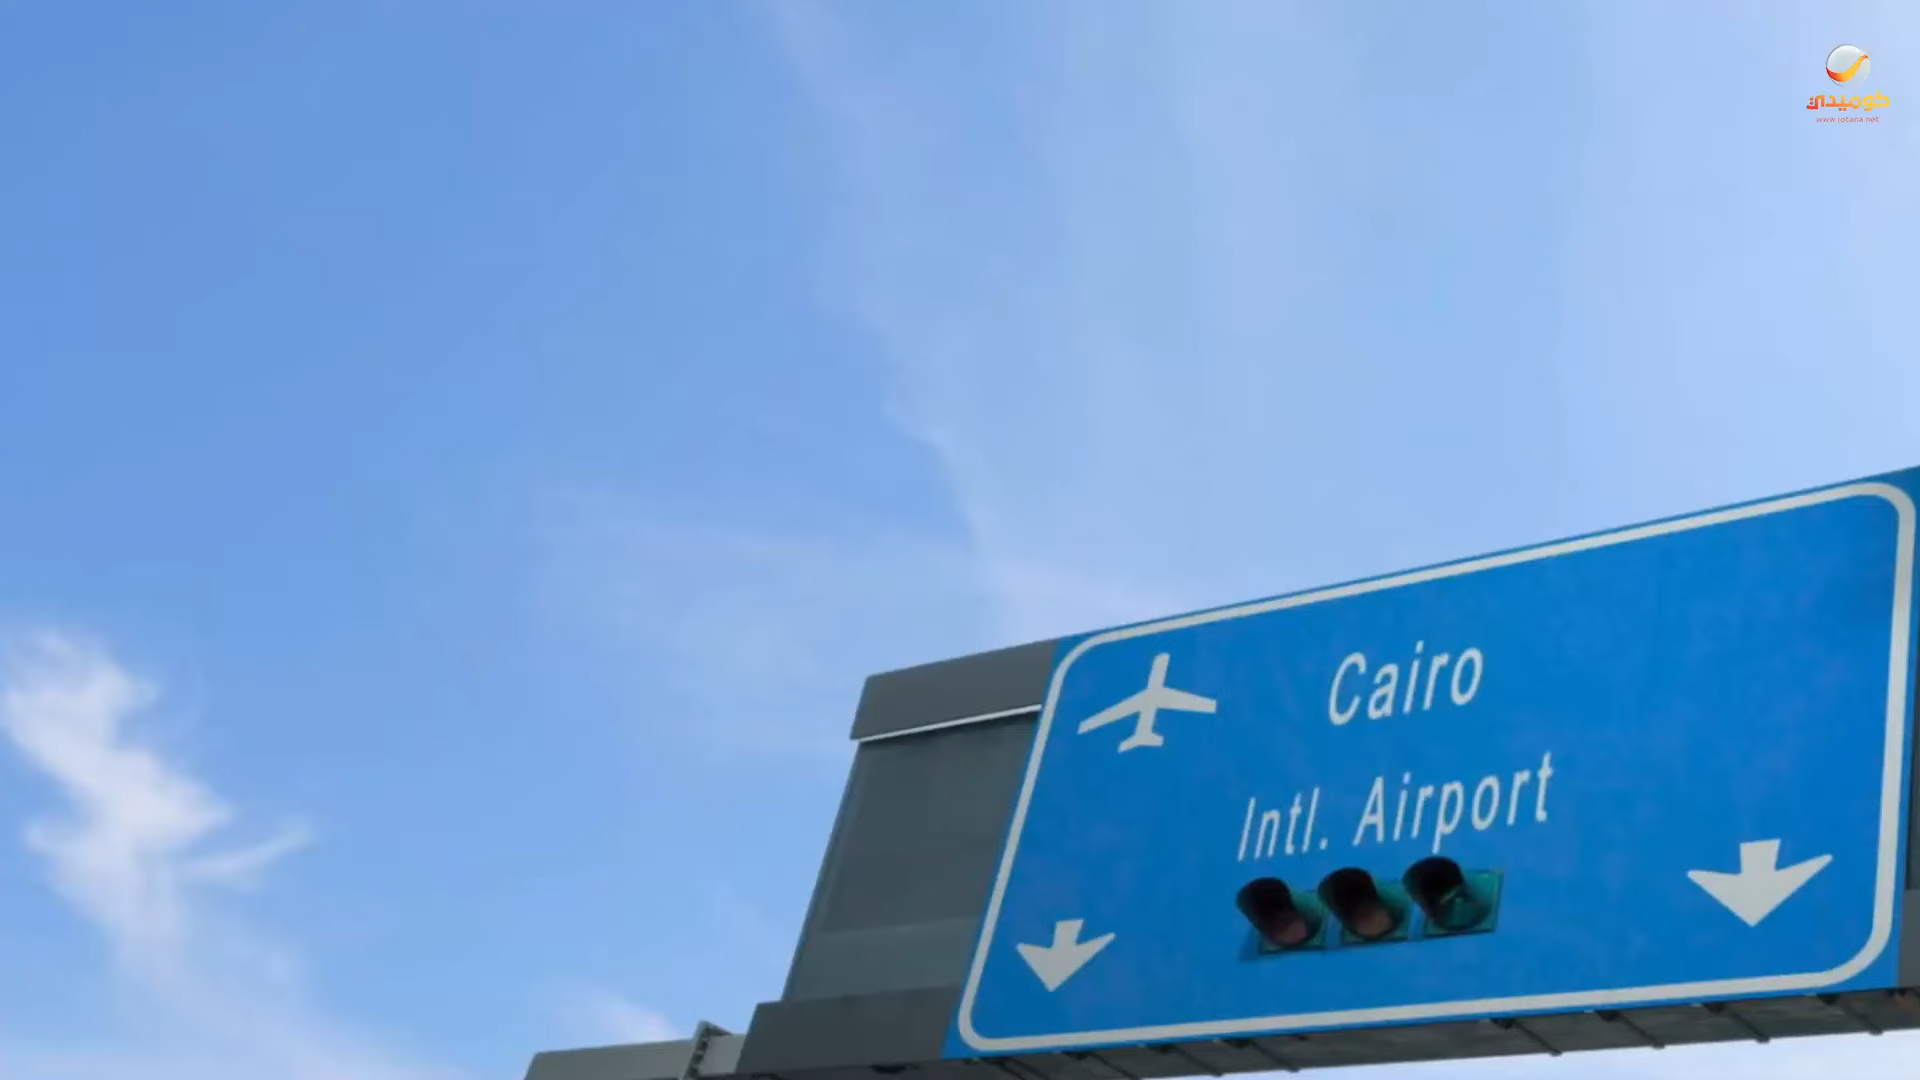 كوميدي
www.rotana.net
Cairo
Intl. Airport